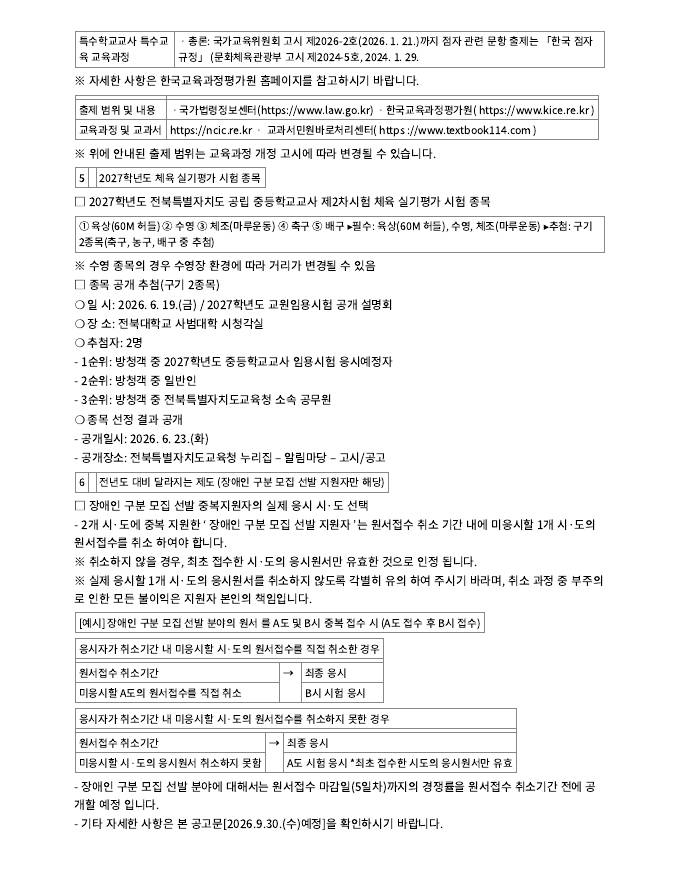 특수학교교사 특수교육 교육과정
· 총론: 국가교육위원회 고시 제2026-2호(2026. 1. 21.)까지 점자 관련 문항 출제는 「한국 점자
규정」 (문화체육관광부 고시 제2024-5호, 2024. 1. 29.
※ 자세한 사항은 한국교육과정평가원 홈페이지를 참고하시기 바랍니다.
출제 범위 및 내용 · 국가법령정보센터(https://www.law.go.kr) · 한국교육과정평가원( https://www.kice.re.kr )
교육과정 및 교과서 https://ncic.re.kr · 교과서민원바로처리센터( https ://www.textbook114.com )
※ 위에 안내된 출제 범위는 교육과정 개정 고시에 따라 변경될 수 있습니다.
5 2027학년도 체육 실기평가 시험 종목
□ 2027학년도 전북특별자치도 공립 중등학교교사 제2차시험 체육 실기평가 시험 종목
① 육상(60M 허들) ② 수영 ③ 체조(마루운동) ④ 축구 ⑤ 배구 ▸필수: 육상(60M 허들), 수영, 체조(마루운동) ▸추첨: 구기
2종목(축구, 농구, 배구 중 추첨)
※ 수영 종목의 경우 수영장 환경에 따라 거리가 변경될 수 있음
□ 종목 공개 추첨(구기 2종목)
❍ 일 시: 2026. 6. 19.(금) / 2027학년도 교원임용시험 공개 설명회
❍ 장 소: 전북대학교 사범대학 시청각실
❍ 추첨자: 2명
- 1순위: 방청객 중 2027학년도 중등학교교사 임용시험 응시예정자
- 2순위: 방청객 중 일반인
- 3순위: 방청객 중 전북특별자치도교육청 소속 공무원
❍ 종목 선정 결과 공개
- 공개일시: 2026. 6. 23.(화)
- 공개장소: 전북특별자치도교육청 누리집 – 알림마당 – 고시/공고
6 전년도 대비 달라지는 제도 (장애인 구분 모집 선발 지원자만 해당)
□ 장애인 구분 모집 선발 중복지원자의 실제 응시 시·도 선택
- 2개 시·도에 중복 지원한 ‘ 장애인 구분 모집 선발 지원자 ’는 원서접수 취소 기간 내에 미응시할 1개 시·도의
원서접수를 취소 하여야 합니다.
※ 취소하지 않을 경우, 최초 접수한 시·도의 응시원서만 유효한 것으로 인정 됩니다.
※ 실제 응시할 1개 시·도의 응시원서를 취소하지 않도록 각별히 유의 하여 주시기 바라며, 취소 과정 중 부주의
로 인한 모든 불이익은 지원자 본인의 책임입니다.
[예시] 장애인 구분 모집 선발 분야의 원서 를 A도 및 B시 중복 접수 시 (A도 접수 후 B시 접수)
응시자가 취소기간 내 미응시할 시·도의 원서접수를 직접 취소한 경우
원서접수 취소기간 → 최종 응시
미응시할 A도의 원서접수를 직접 취소 B시 시험 응시
응시자가 취소기간 내 미응시할 시·도의 원서접수를 취소하지 못한 경우
원서접수 취소기간 → 최종 응시
미응시할 시·도의 응시원서 취소하지 못함 A도 시험 응시 *최초 접수한 시도의 응시원서만 유효
- 장애인 구분 모집 선발 분야에 대해서는 원서접수 마감일(5일차)까지의 경쟁률을 원서접수 취소기간 전에 공
개할 예정 입니다.
- 기타 자세한 사항은 본 공고문[2026.9.30.(수)예정]을 확인하시기 바랍니다.